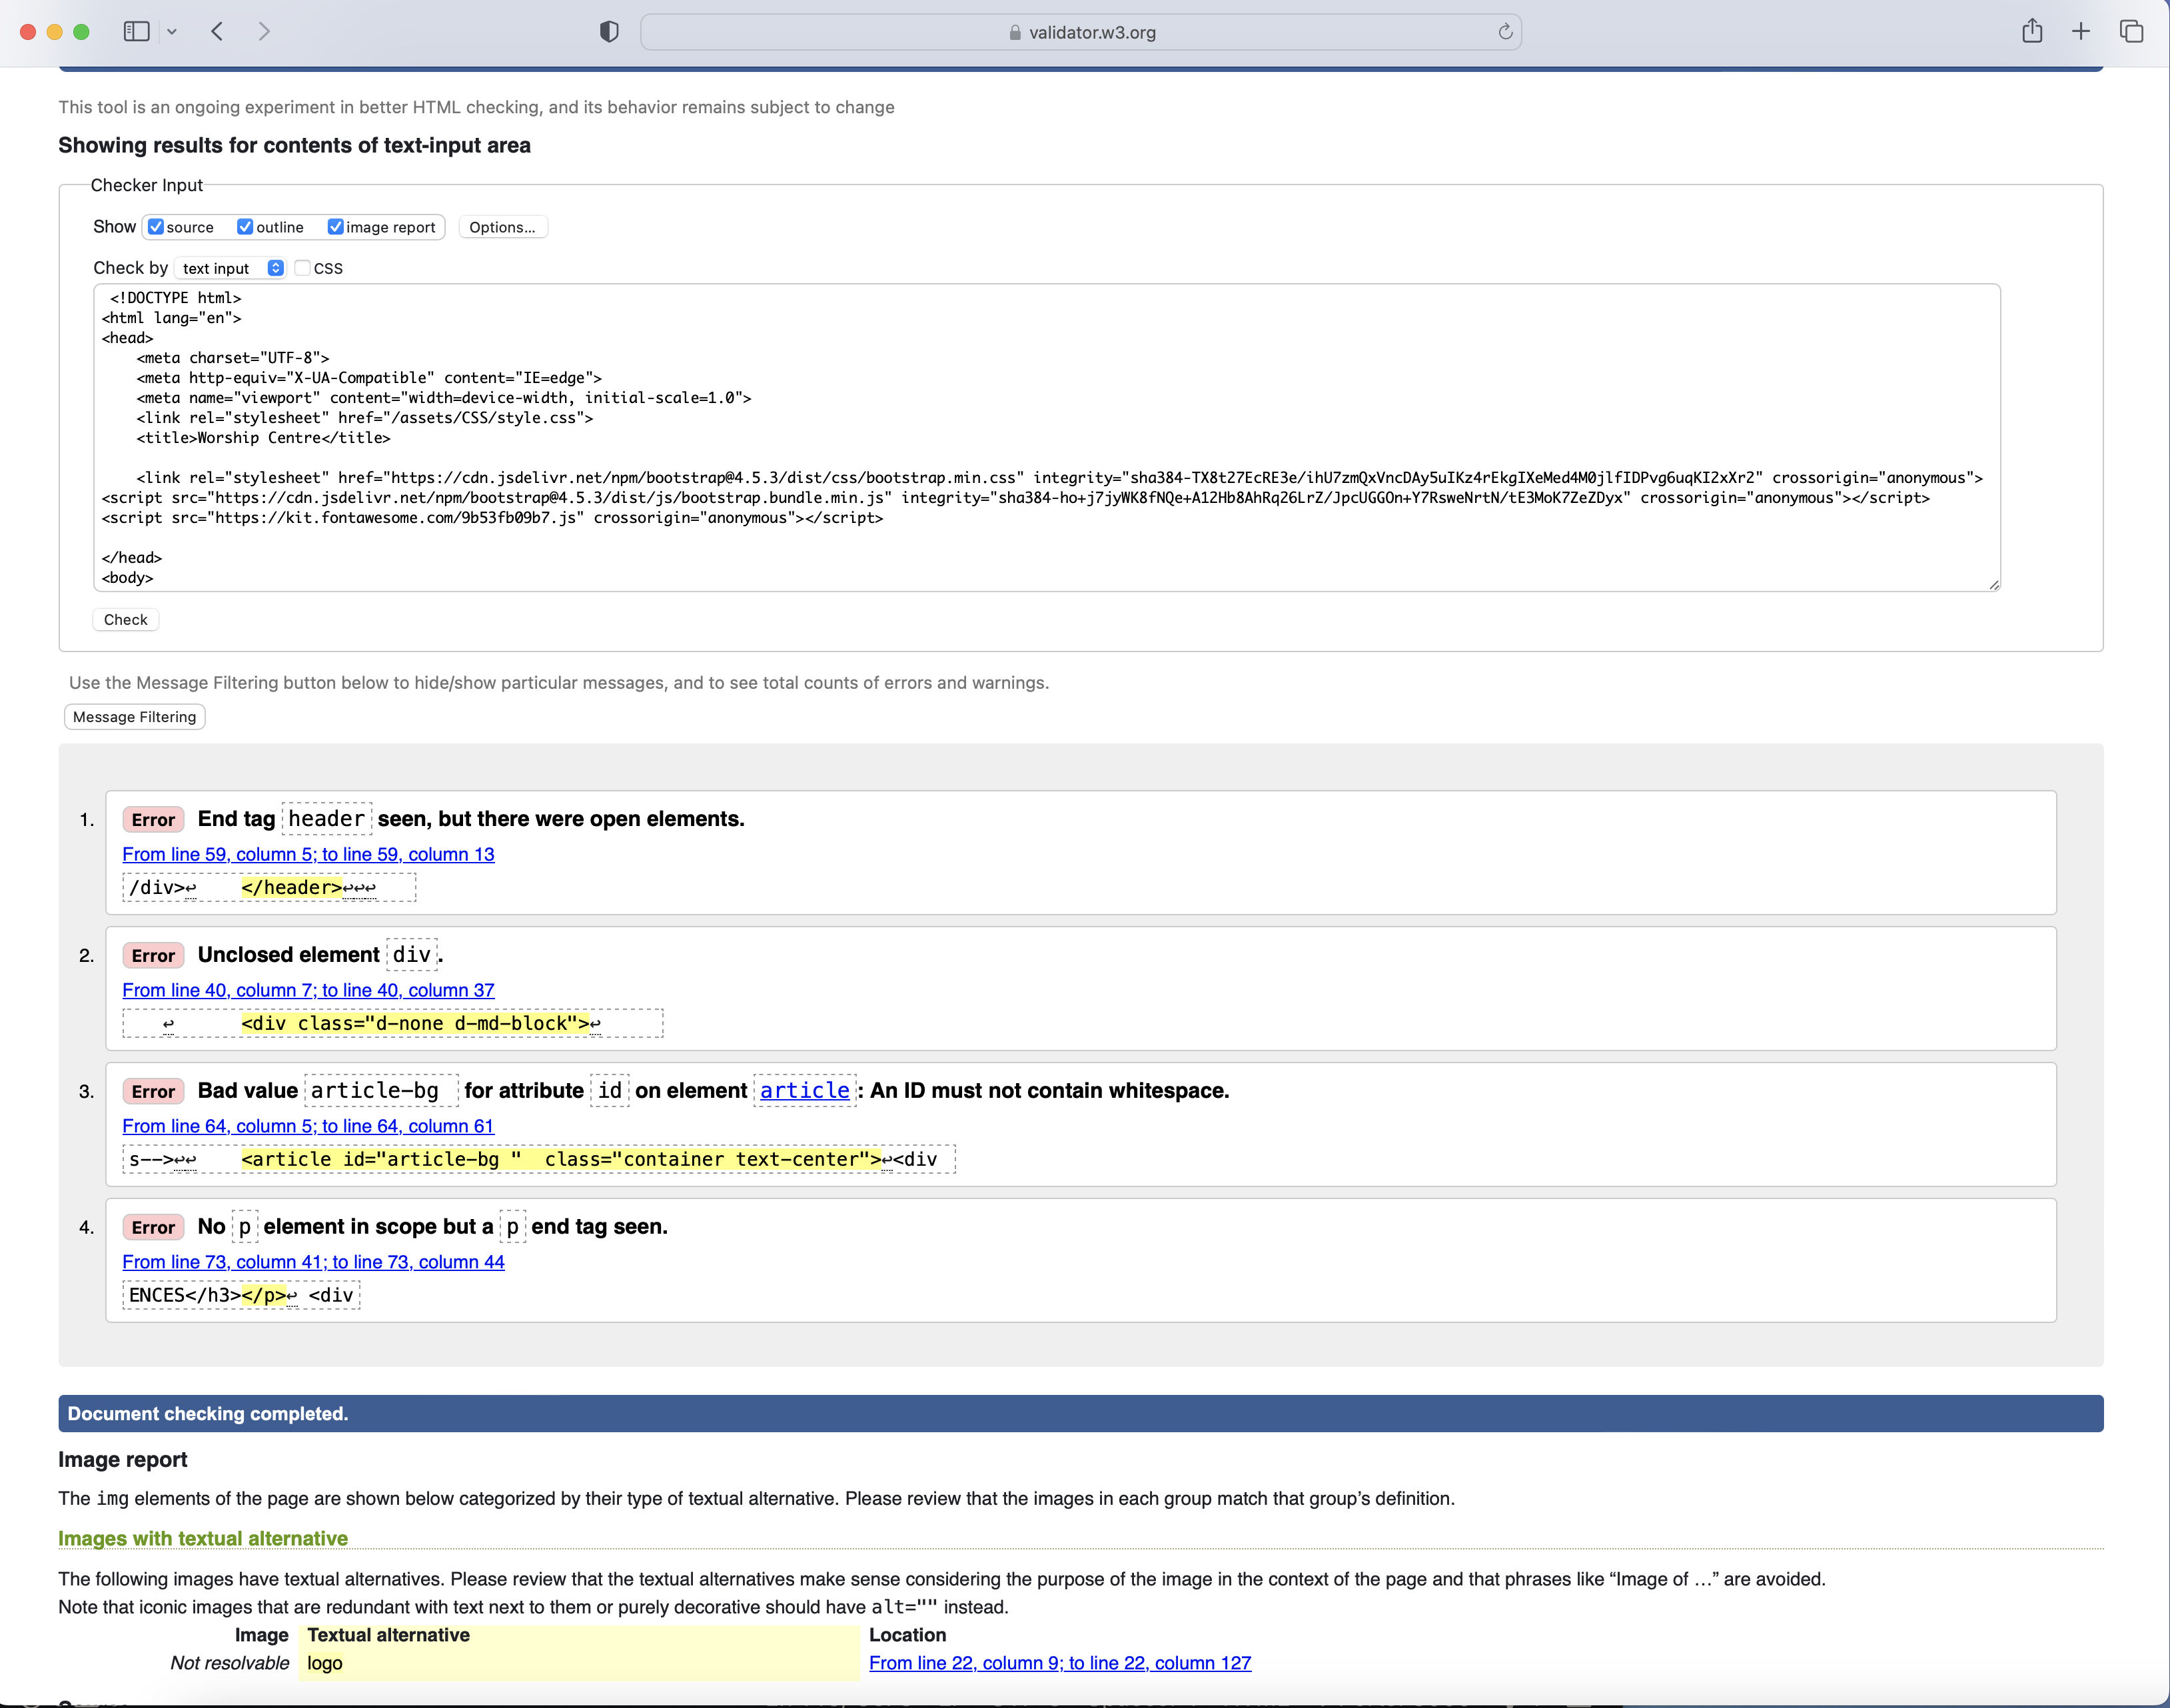 validator.w3.org
This tool is an ongoing experiment in better HTML checking, and its behavior remains subject to change
Showing results for contents of text-input area
Checker Input
Show source outline image report Options...
Check by text input CSS
<!DOCTYPE html>
<html lang="en">
<head>
<meta charset="UTF-8">
<meta http-equiv="X-UA-Compatible" content="IE=edge">
<meta name="viewport" content="width=device-width, initial-scale=1.0">
<link rel="stylesheet" href="/assets/CSS/style.css">
<title>Worship Centre</title>
<link rel="stylesheet" href="https://cdn.jsdelivr.net/npm/bootstrap@4.5.3/dist/css/bootstrap.min.css" integrity="sha384-TX8t27EcRE3e/ihU7zmQxVncDAy5uIKz4rEkgIXeMed4M0jlfIDPvg6uqKI2xXr2" crossorigin="anonymous">
<script src="https://cdn.jsdelivr.net/npm/bootstrap@4.5.3/dist/js/bootstrap.bundle.min.js" integrity="sha384-ho+j7jyWK8fNQe+A12Hb8AhRq26LrZ/JpcUGGOn+Y7RsweNrtN/tE3MoK7ZeZDyx" crossorigin="anonymous"></script>
<script src="https://kit.fontawesome.com/9b53fb09b7.js" crossorigin="anonymous"></script>
</head>
<body>
Check
Use the Message Filtering button below to hide/show particular messages, and to see total counts of errors and warnings.
Message Filtering
1. Error End tag header seen, but there were open elements.
From line 59, column 5; to line 59, column 13
/div>↩ </header>↩↩↩
2. Error Unclosed element div.
From line 40, column 7; to line 40, column 37
↩ <div class="d-none d-md-block">↩
3. Error Bad value article-bg for attribute id on element article: An ID must not contain whitespace.
From line 64, column 5; to line 64, column 61
s-->↩↩ <article id="article-bg " class="container text-center">↩<div
4. Error No p element in scope but a p end tag seen.
From line 73, column 41; to line 73, column 44
ENCES</h3></p>↩ <div
Document checking completed.
Image report
The img elements of the page are shown below categorized by their type of textual alternative. Please review that the images in each group match that group’s definition.
Images with textual alternative
The following images have textual alternatives. Please review that the textual alternatives make sense considering the purpose of the image in the context of the page and that phrases like “Image of …” are avoided.
Note that iconic images that are redundant with text next to them or purely decorative should have alt="" instead.
Image Textual alternative Location
Not resolvable logo From line 22, column 9; to line 22, column 127